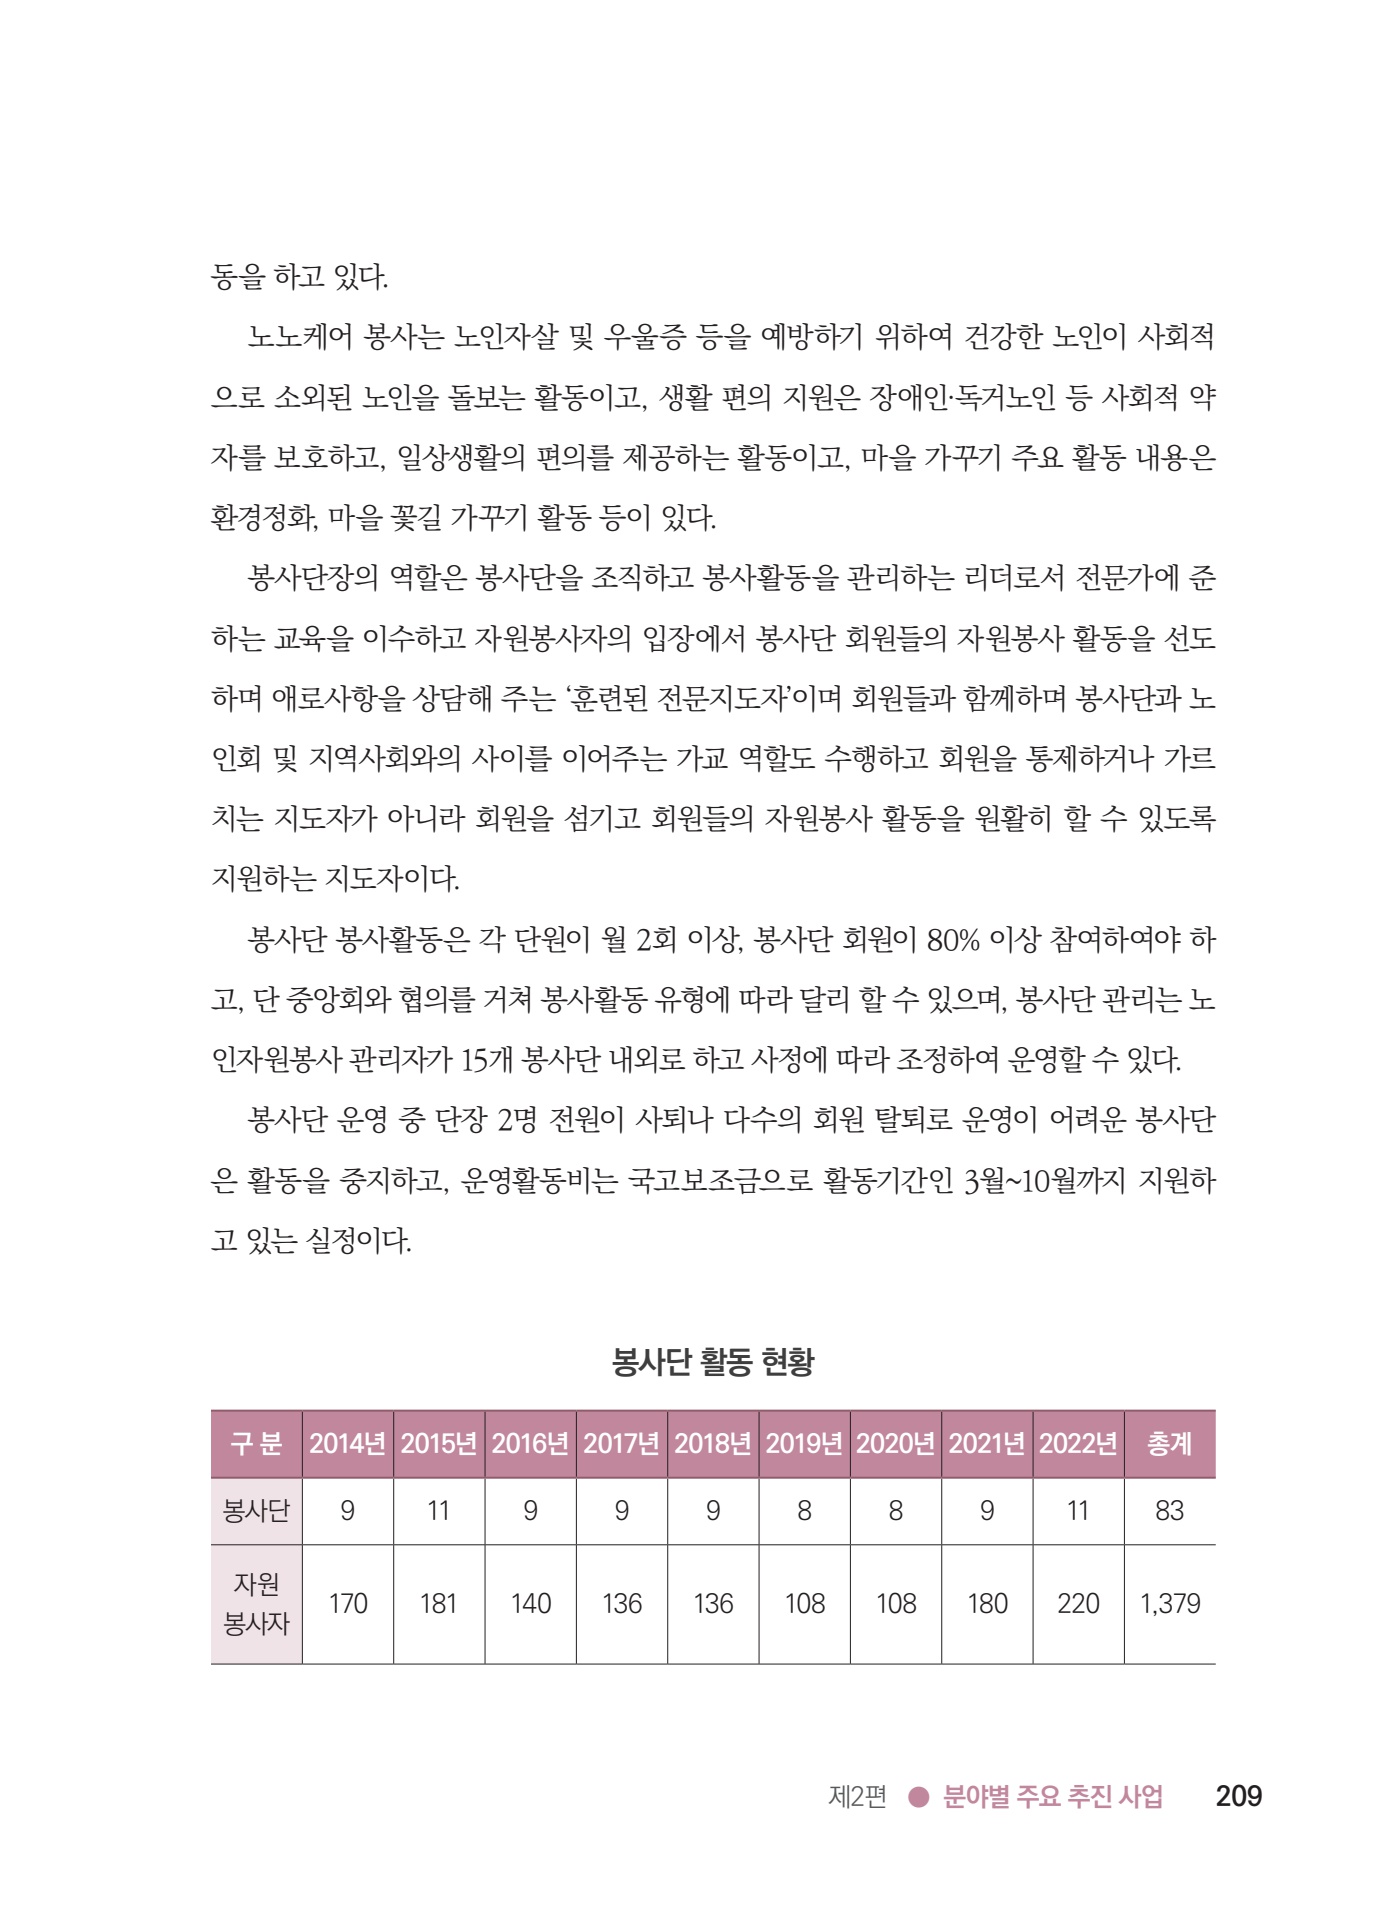 동을 하고 있다.
노노케어 봉사는 노인자살 및 우울증 등을 예방하기 위하여 건강한 노인이 사회적
으로 소외된 노인을 돌보는 활동이고, 생활 편의 지원은 장애인·독거노인 등 사회적 약
자를 보호하고, 일상생활의 편의를 제공하는 활동이고, 마을 가꾸기 주요 활동 내용은
환경정화, 마을 꽃길 가꾸기 활동 등이 있다.
봉사단장의 역할은 봉사단을 조직하고 봉사활동을 관리하는 리더로서 전문가에 준
하는 교육을 이수하고 자원봉사자의 입장에서 봉사단 회원들의 자원봉사 활동을 선도
하며 애로사항을 상담해 주는 ‘훈련된 전문지도자’이며 회원들과 함께하며 봉사단과 노
인회 및 지역사회와의 사이를 이어주는 가교 역할도 수행하고 회원을 통제하거나 가르
치는 지도자가 아니라 회원을 섬기고 회원들의 자원봉사 활동을 원활히 할 수 있도록
지원하는 지도자이다.
봉사단 봉사활동은 각 단원이 월 2회 이상, 봉사단 회원이 80% 이상 참여하여야 하
고, 단 중앙회와 협의를 거쳐 봉사활동 유형에 따라 달리 할 수 있으며, 봉사단 관리는 노
인자원봉사 관리자가 15개 봉사단 내외로 하고 사정에 따라 조정하여 운영할 수 있다.
봉사단 운영 중 단장 2명 전원이 사퇴나 다수의 회원 탈퇴로 운영이 어려운 봉사단
은 활동을 중지하고, 운영활동비는 국고보조금으로 활동기간인 3월~10월까지 지원하
고 있는 실정이다.
봉사단 활동 현황
구 분 2014년 2015년 2016년 2017년 2018년 2019년 2020년 2021년 2022년 총계
봉사단 9 11 9 9 9 8 8 9 11 83
자원
봉사자 170 181 140 136 136 108 108 180 220 1,379
제2편 ● 분야별 주요 추진 사업 209